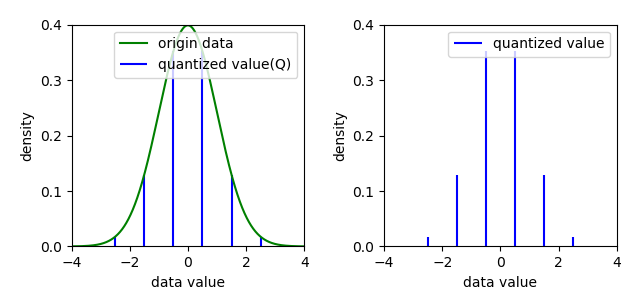 0.4
0.3
0.2
0.1
0.0
density
−4
−2
0
2
4
data value
origin data
quantized value(Q)
0.4
0.3
0.2
0.1
0.0
density
−4
−2
0
2
4
data value
quantized value